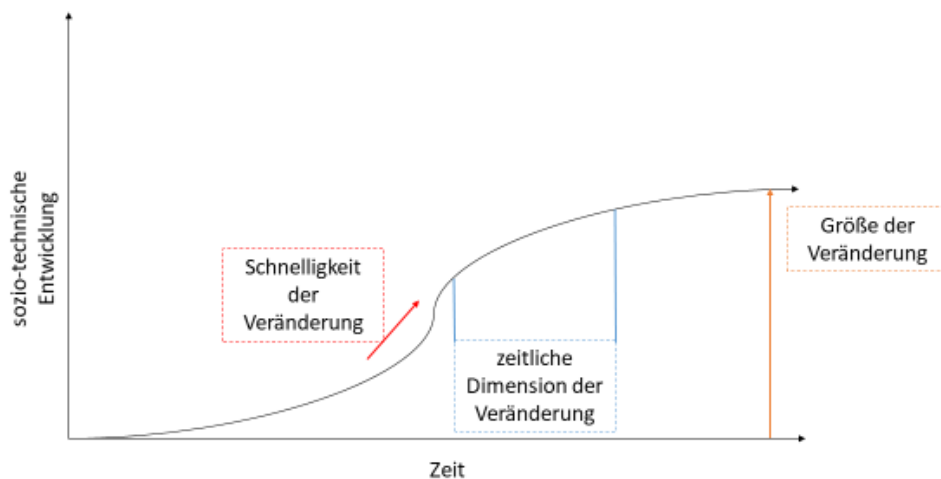 sozio-technische
Entwicklung
Schnelligkeit
der
Veränderung
zeitliche
Dimension der
Veränderung
Größe der
Veränderung
Zeit